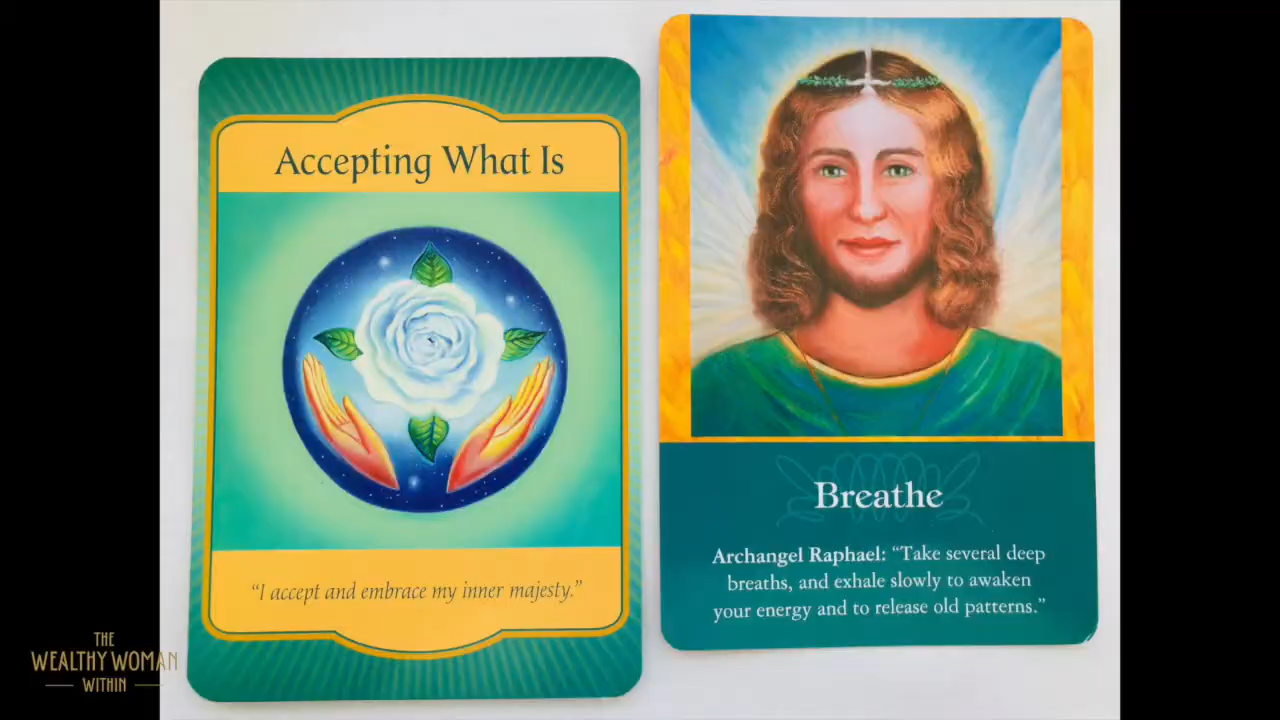 Accepting What Is
"I accept and embrace my inner majesty."
Breathe
Archangel Raphael: "Take several deep
breaths, and exhale slowly to awaken
your energy and to release old patterns."
THE
WEALTHY WOMAN
WITHIN